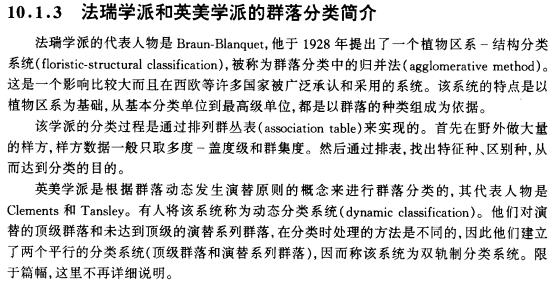 10.1.3 法瑞学派和英美学派的群落分类简介
法瑞学派的代表人物是 Braun-Blanquet,他于 1928 年提出了一个植物区系－结构分类
系统(floristic-structural classification),被称为群落分类中的归并法(agglomerative method)。
这是一个影响比较大而且在西欧等许多国家被广泛承认和采用的系统。该系统的特点是以
植物区系为基础,从基本分类单位到最高级单位,都是以群落的种类组成为依据。
该学派的分类过程是通过排列群丛表(association table)来实现的。首先在野外做大量
的样方,样方数据一般只取多度－盖度级和群集度。然后通过排表,找出特征种、区别种,从
而达到分类的目的。
英美学派是根据群落动态发生演替原则的概念来进行群落分类的,其代表人物是
Clements 和 Tansley。有人将该系统称为动态分类系统(dynamic classification)。他们对演
替的顶级群落和未达到顶级的演替系列群落,在分类时处理的方法是不同的,因此他们建立
了两个平行的分类系统(顶级群落和演替系列群落),因而称该系统为双轨制分类系统。限
于篇幅,这里不再详细说明。